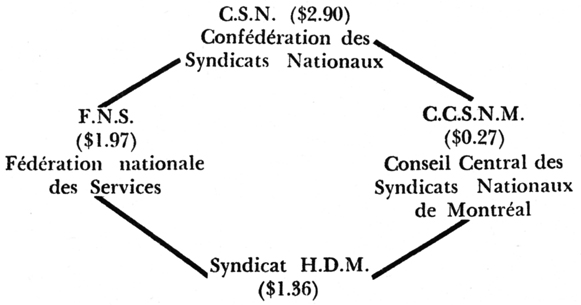 C.S.N. ($2.90)
Confédération des
Syndicats Nationaux
F.N.S.
($1.97)
Fédération nationale
des Services
C.C.S.N.M.
($0.27)
Conseil Central des
Syndicats Nationaux
de Montréal
Syndicat H.D.M.
($1.36)